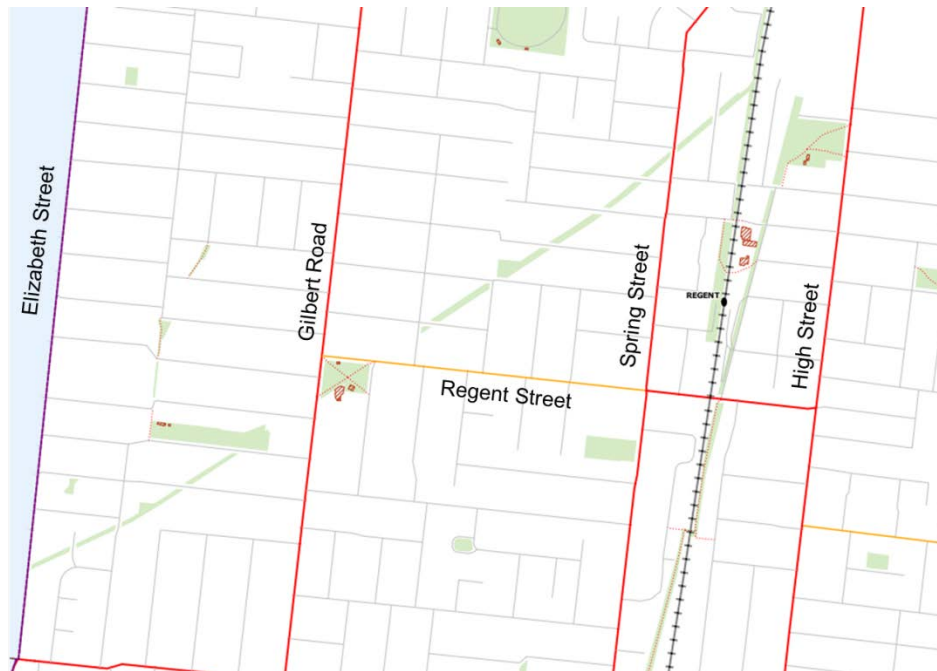 Elizabeth Street
Gilbert Road
Spring Street
REGENT
High Street
Regent Street